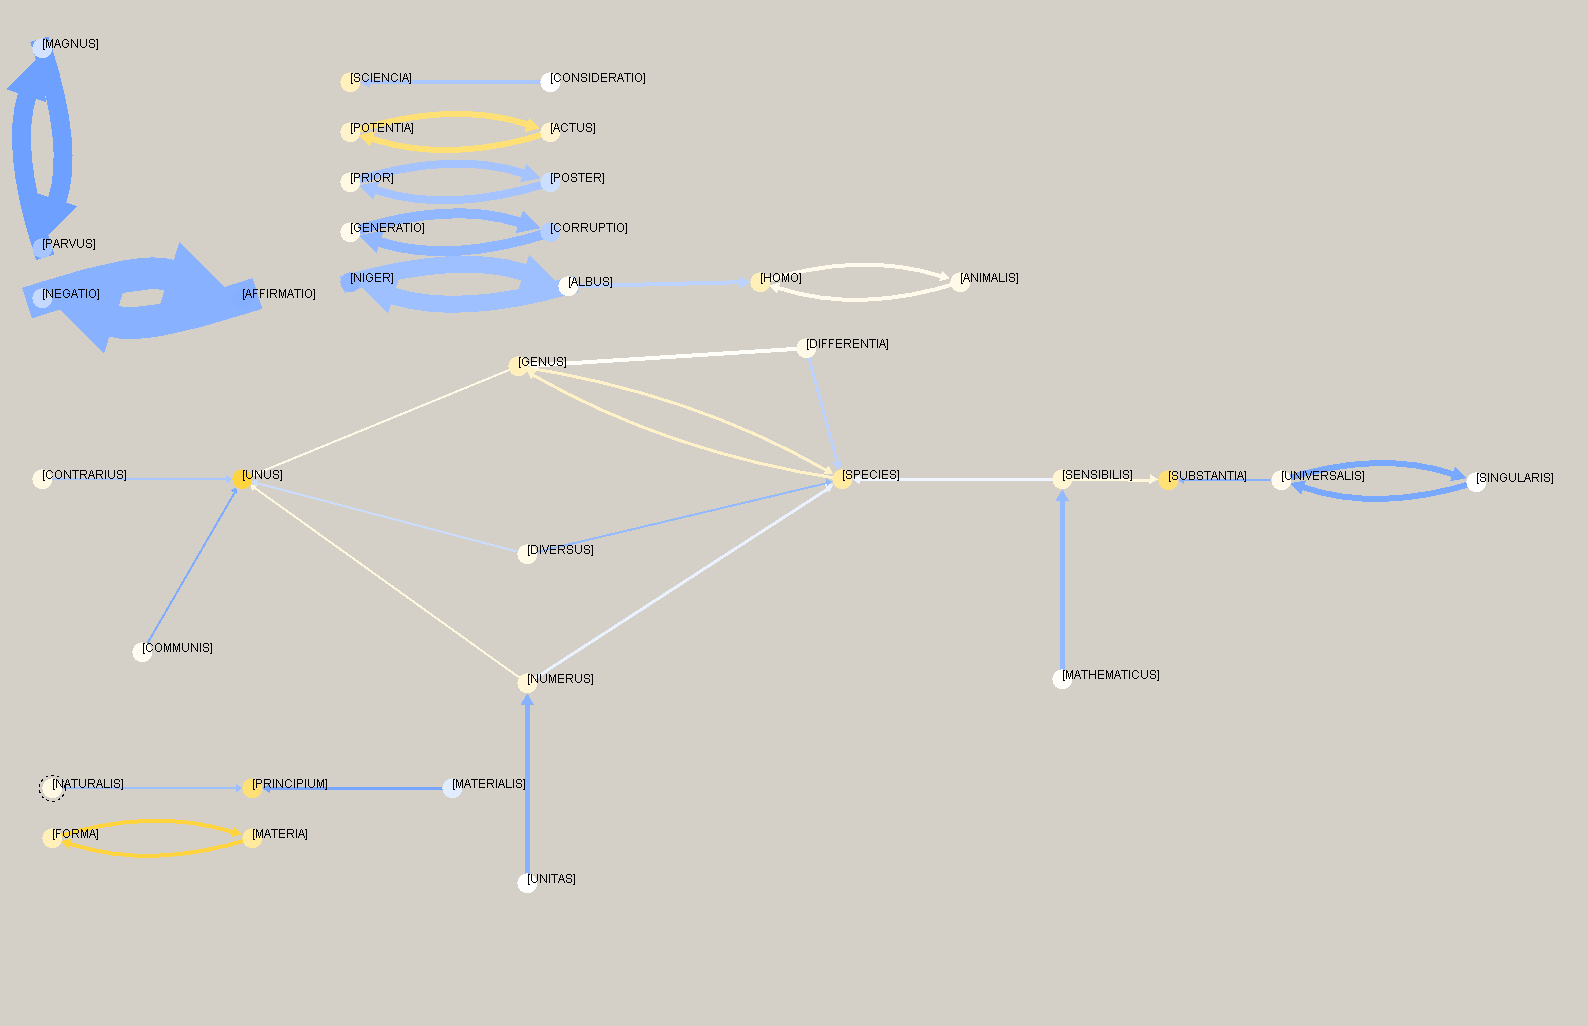 [MAGNUS]
[SCIENCIA]
[CONSIDERATIO]
[POTENTIA]
[ACTUS]
[PRIOR]
[POSTER]
[GENERATIO]
[CORRUPTIO]
[PARVUS]
[NIGER]
[ALBUS]
[HOMO]
[ANIMALIS]
[NEGATIO]
[AFFIRMATIO]
[DIFFERENTIA]
[GENUS]
[CONTRARIUS]
[UNUS]
[SPECIES]
[SENSIBILIS]
[SUBSTANTIA]
[UNIVERSALIS]
[SINGULARIS]
[DIVERSUS]
[COMMUNIS]
[NUMERUS]
[MATHEMATICUS]
[NATURALIS]
[PRINCIPIUM]
[MATERIALIS]
[FORMA]
[MATERIA]
[UNITAS]